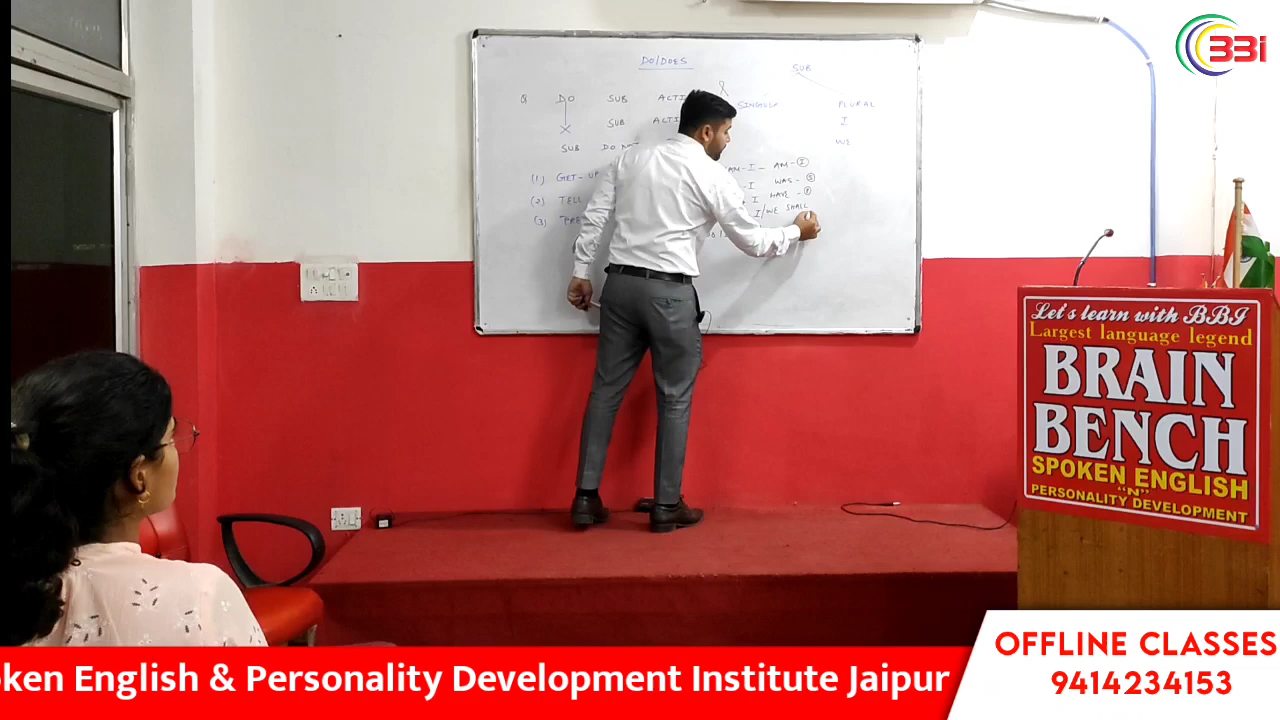 DO/DOES
SUB
Q DO SUB
SINGULAR PLURAL
X SUB
I
SUB DO NOT
WE
(1) GET-UP
AM - I - AM - I
(2) TELL
I WAS - S
(3)
I HAVE - P
I/WE SHALL
BBi
Let's learn with BBI
Largest language legend
BRAIN
BENCH
SPOKEN ENGLISH
"N"
PERSONALITY DEVELOPMENT
oken English & Personality Development Institute Jaipur
OFFLINE CLASSES
9414234153